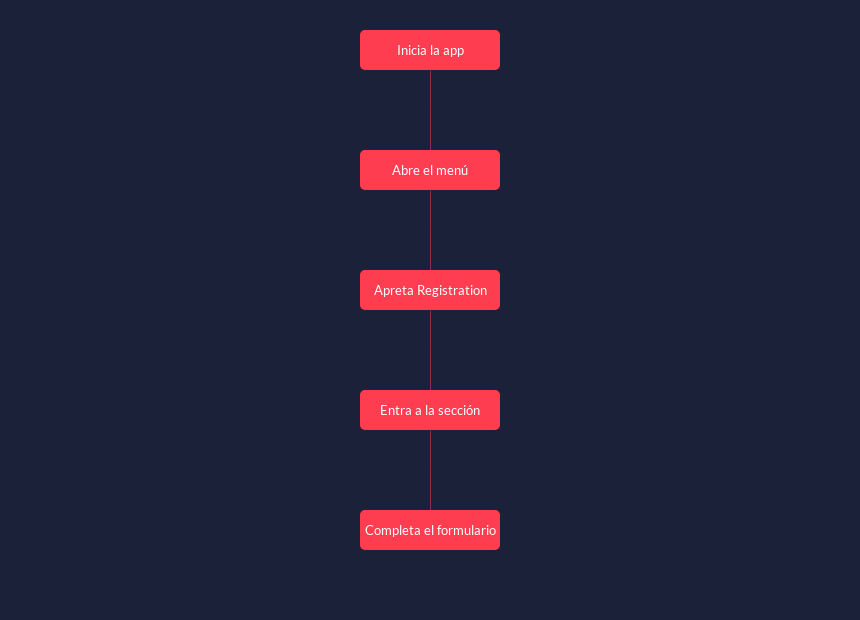 Inicia la app
Abre el menú
Apreta Registration
Entra a la sección
Completa el formulario